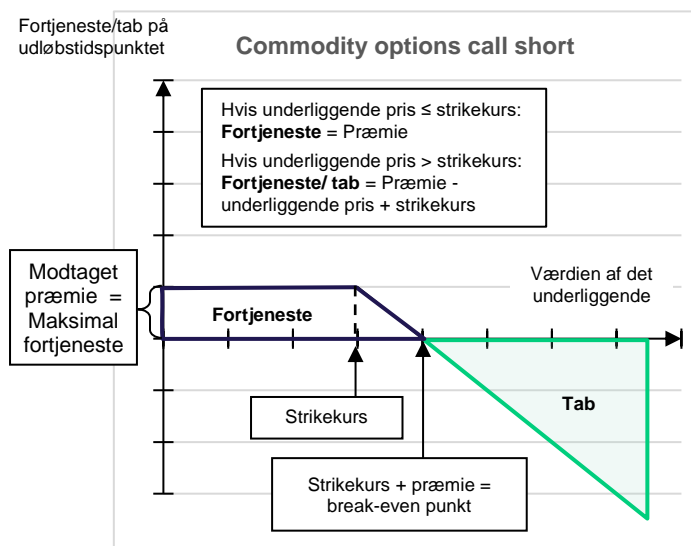 Fortjeneste/tab på
udløbstidspunktet
Commodity options call short
Hvis underliggende pris ≤ strikekurs:
Fortjeneste = Præmie
Hvis underliggende pris > strikekurs:
Fortjeneste/ tab = Præmie -
underliggende pris + strikekurs
Modtaget
præmie =
Maksimal
fortjeneste
Fortjeneste
Værdien af det
underliggende
Strikekurs
Tab
Strikekurs + præmie =
break-even punkt